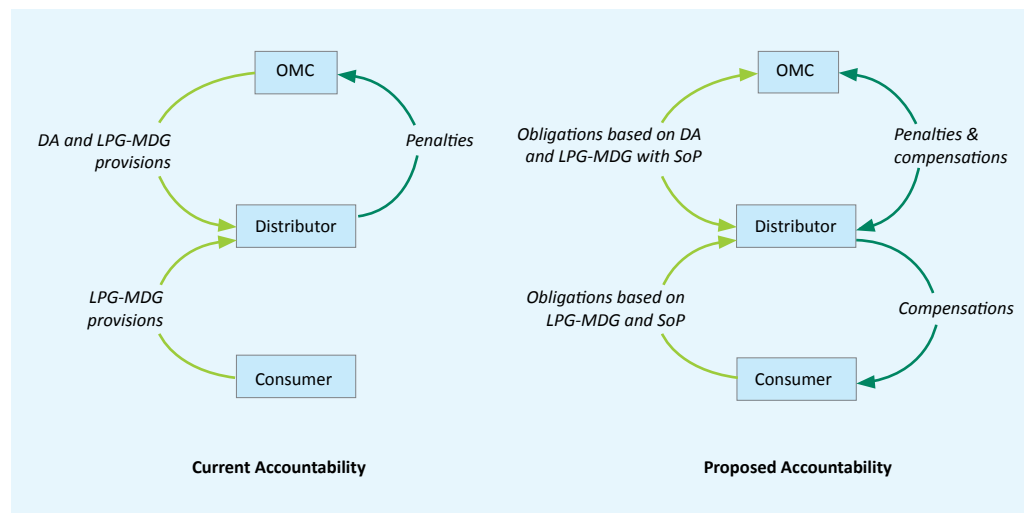 OMC
DA and LPG-MDG
provisions
Penalties
Distributor
LPG-MDG
provisions
Consumer
Current Accountability
OMC
Obligations based on DA
and LPG-MDG with SoP
Penalties &
compensations
Distributor
Obligations based on
LPG-MDG and SoP
Compensations
Consumer
Proposed Accountability